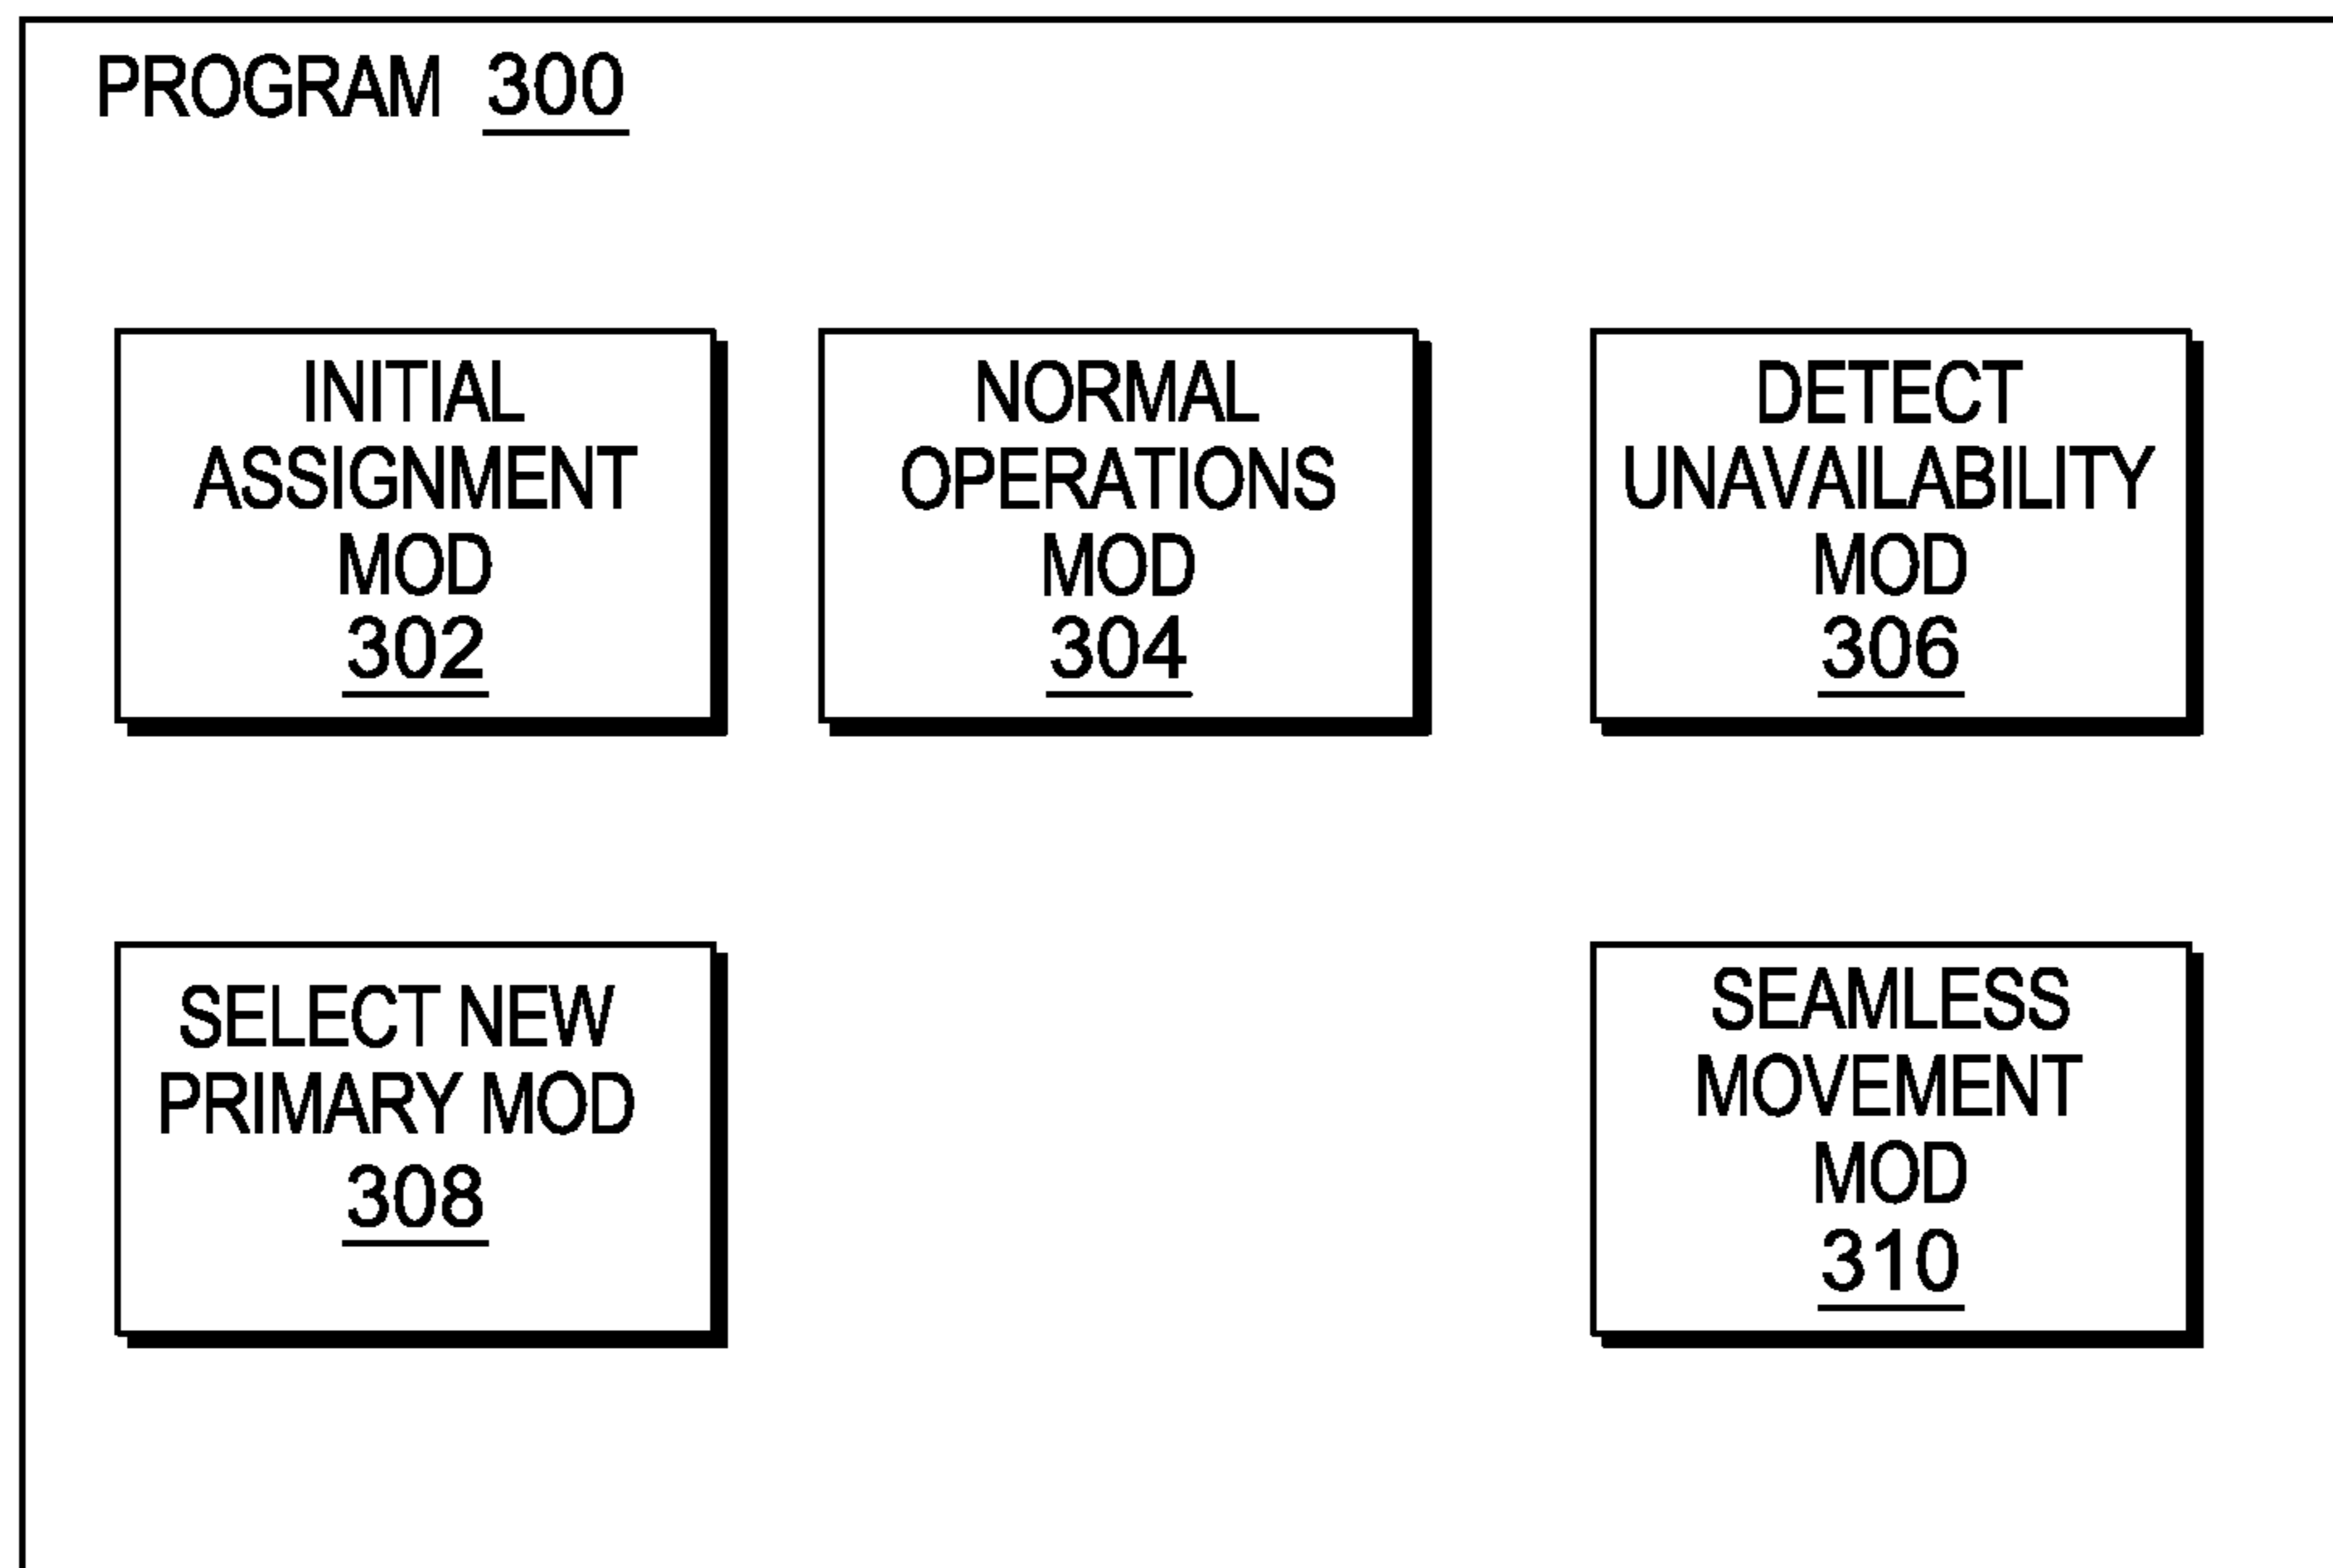 PROGRAM 300
INITIAL
ASSIGNMENT
MOD
302
NORMAL
OPERATIONS
MOD
304
DETECT
UNAVAILABILITY
MOD
306
SELECT NEW
PRIMARY MOD
308
SEAMLESS
MOVEMENT
MOD
310